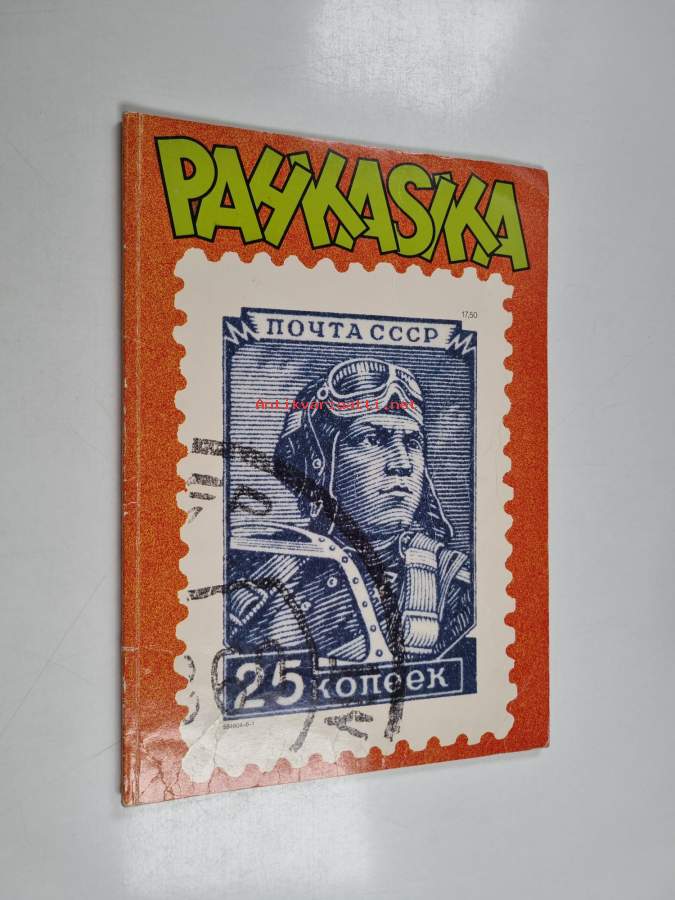 PAHKASIKA
17,50
ПОЧТА СССР
Antikvariaatti.net
25 копеек